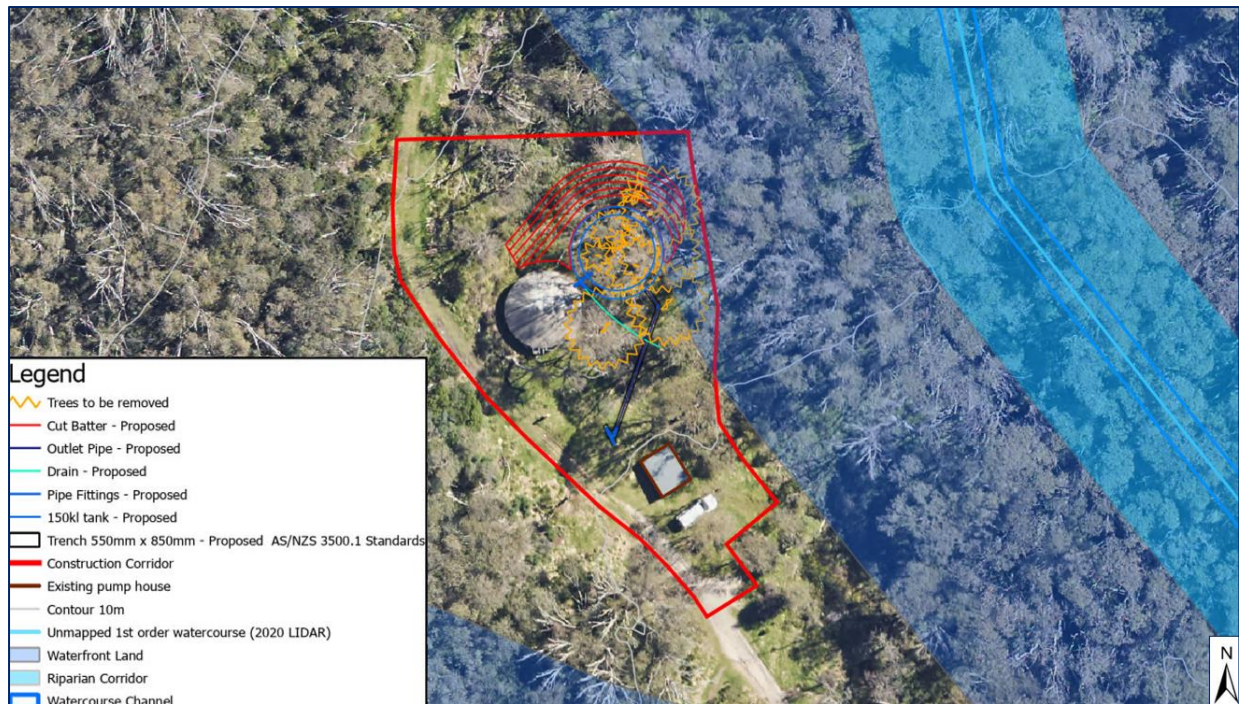 Legend
Trees to be removed
Cut Batter - Proposed
Outlet Pipe - Proposed
Drain - Proposed
Pipe Fittings - Proposed
150kl tank - Proposed
Trench 550mm x 850mm - Proposed AS/NZS 3500.1 Standards
Construction Corridor
Existing pump house
Contour 10m
Unmapped 1st order watercourse (2020 LIDAR)
Waterfront Land
Riparian Corridor
Watercourse Channel
N